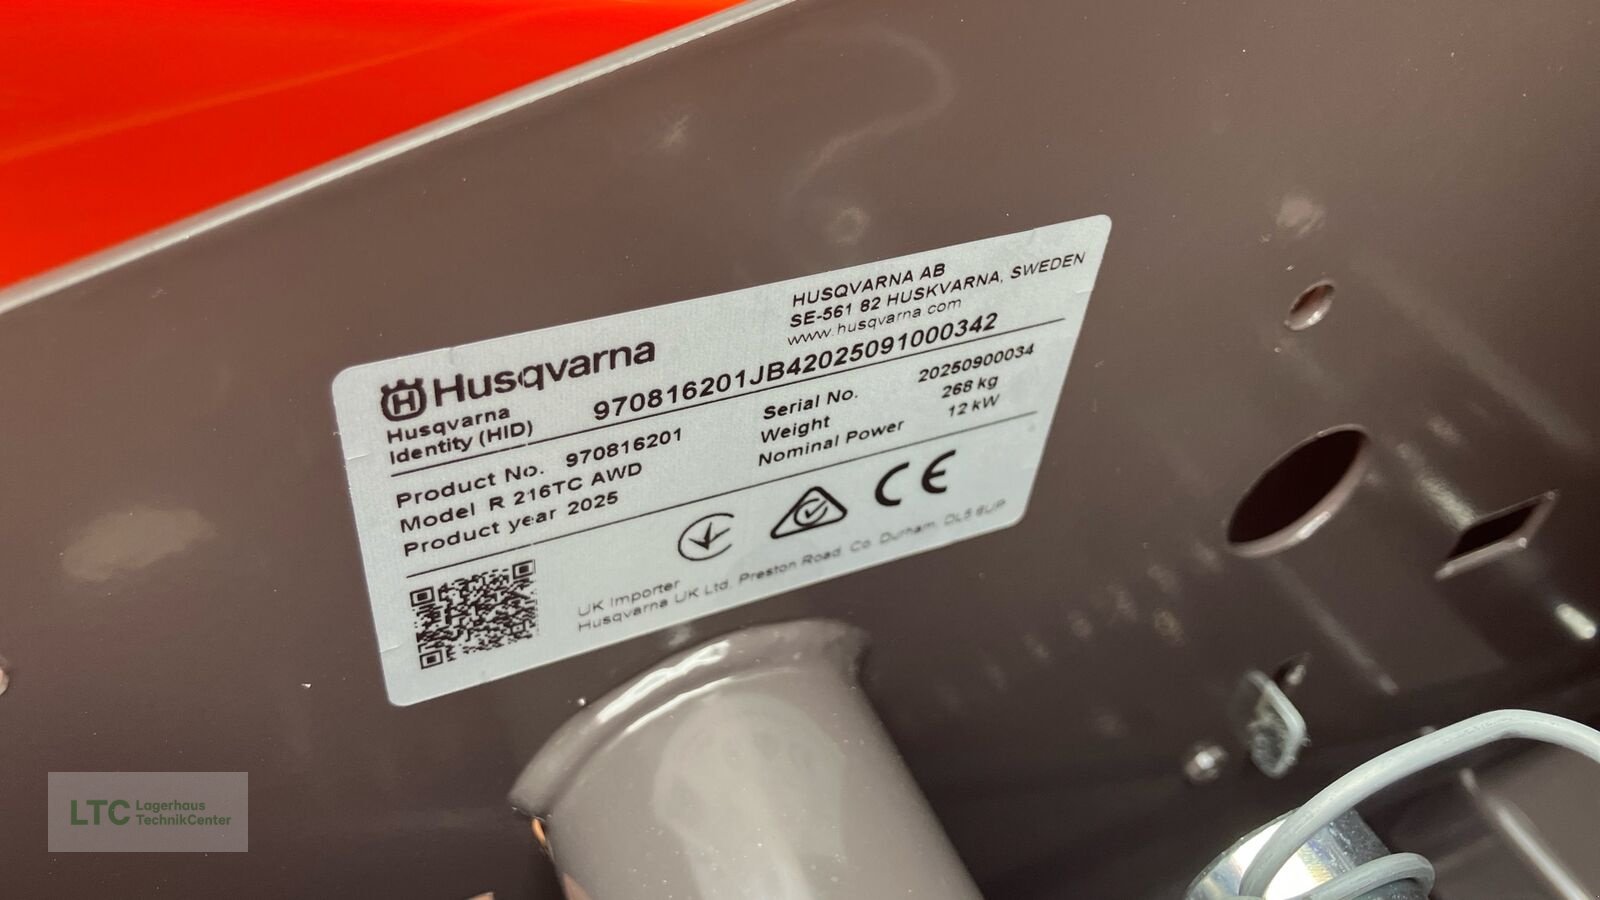 HUSQVARNA AB
SE-561 82 HUSKVARNA, SWEDEN
www.husqvarna.com
Husqvarna
Husqvarna
Identity (HID) 970816201JB42025091000342
Product No. 970816201
Model R 216TC AWD
Product year 2025
Serial No. 20250900034
Weight 268 kg
Nominal Power 12 kW
CE
UK Importer
Husqvarna UK Ltd, Preston Road, Co. Durham, DL5 6UP
LTC Lagerhaus
TechnikCenter